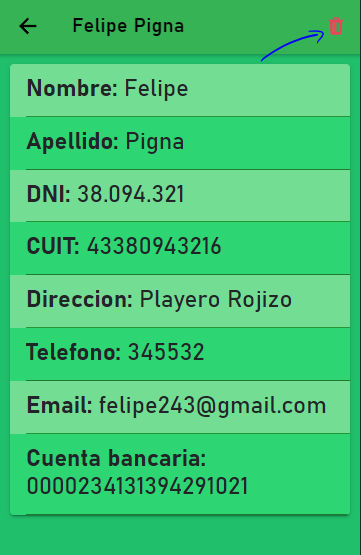 Felipe Pigna
Nombre: Felipe
Apellido: Pigna
DNI: 38.094.321
CUIT: 43380943216
Direccion: Playero Rojizo
Telefono: 345532
Email: felipe243@gmail.com
Cuenta bancaria:
0000234131394291021